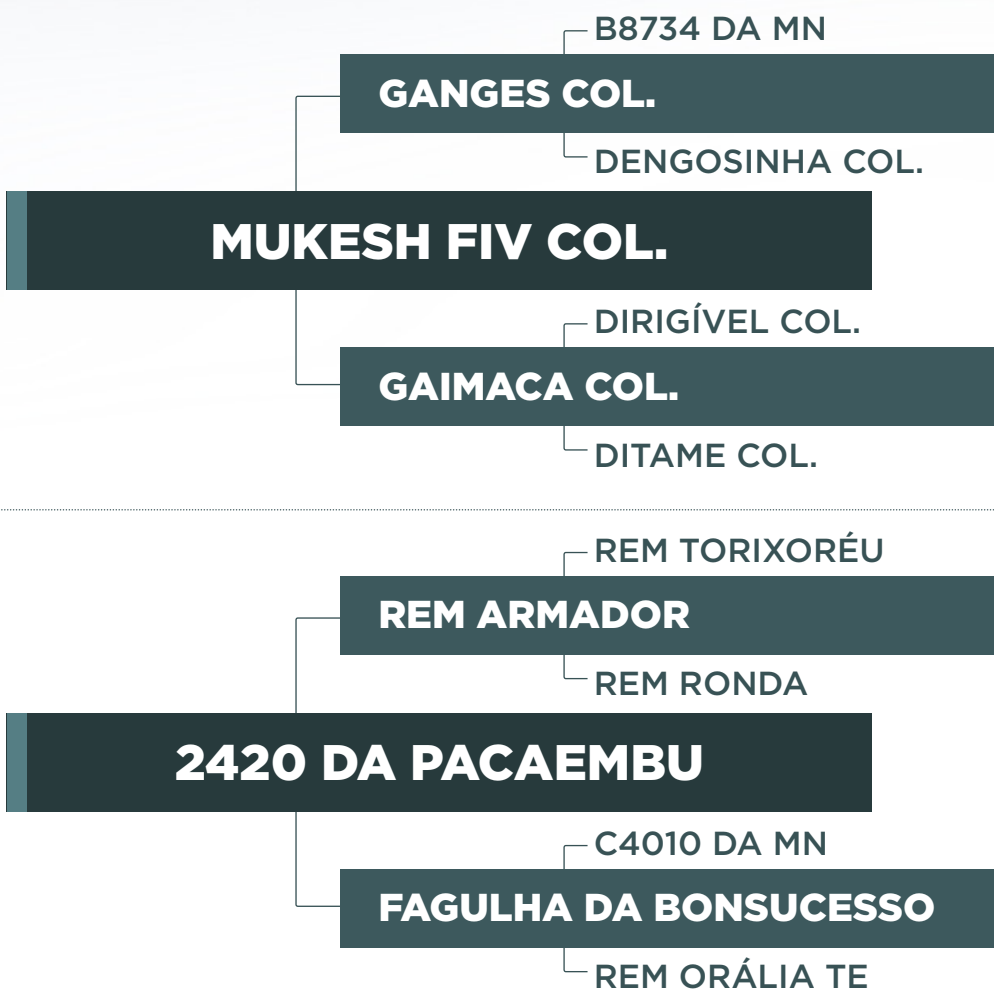 B8734 DA MN
GANGES COL.
DENGOSINHA COL.
MUKESH FIV COL.
DIRIGÍVEL COL.
GAIMACA COL.
DITAME COL.
REM TORIXORÉU
REM ARMADOR
REM RONDA
2420 DA PACAEMBU
C4010 DA MN
FAGULHA DA BONSUCESSO
REM ORÁLIA TE